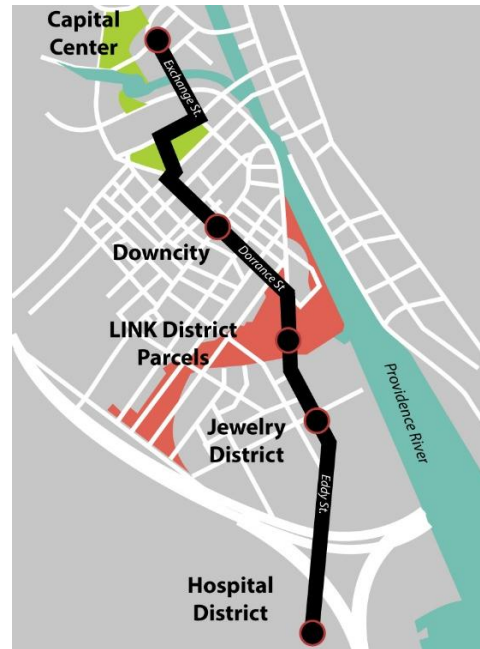 Capital
Center
Exchange St.
Downcity
Dorrance St
LINK District
Parcels
Providence River
Jewelry
District
Eddy St.
Hospital
District